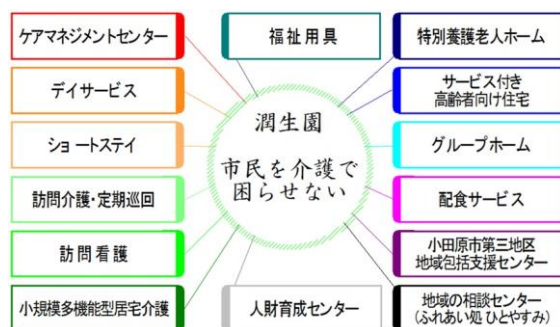 ケアマネジメントセンター
福祉用具
特別養護老人ホーム
デイサービス
サービス付き
高齢者向け住宅
ショートステイ
潤生園
市民を介護で
困らせない
グループホーム
訪問介護・定期巡回
配食サービス
訪問看護
小田原市第三地区
地域包括支援センター
小規模多機能型居宅介護
人財育成センター
地域の相談センター
(ふれあい処 ひとやすみ)